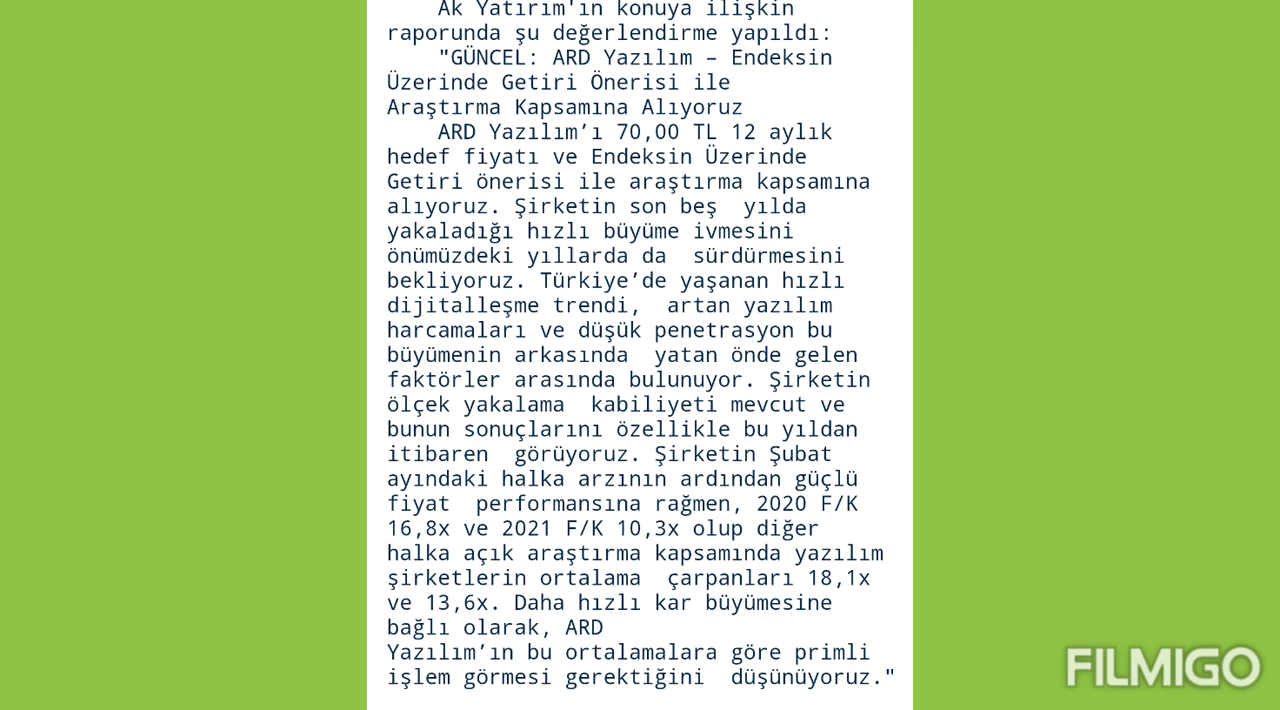 Ak Yatırım'ın konuya ilişkin
raporunda şu değerlendirme yapıldı:
"GÜNCEL: ARD Yazılım – Endeksin
Üzerinde Getiri Önerisi ile
Araştırma Kapsamına Alıyoruz
ARD Yazılım’ı 70,00 TL 12 aylık
hedef fiyatı ve Endeksin Üzerinde
Getiri önerisi ile araştırma kapsamına
alıyoruz. Şirketin son beş  yılda
yakaladığı hızlı büyüme ivmesini
önümüzdeki yıllarda da  sürdürmesini
bekliyoruz. Türkiye’de yaşanan hızlı
dijitalleşme trendi,  artan yazılım
harcamaları ve düşük penetrasyon bu
büyümenin arkasında  yatan önde gelen
faktörler arasında bulunuyor. Şirketin
ölçek yakalama  kabiliyeti mevcut ve
bunun sonuçlarını özellikle bu yıldan
itibaren  görüyoruz. Şirketin Şubat
ayındaki halka arzının ardından güçlü
fiyat  performansına rağmen, 2020 F/K
16,8x ve 2021 F/K 10,3x olup diğer
halka açık araştırma kapsamında yazılım
şirketlerin ortalama  çarpanları 18,1x
ve 13,6x. Daha hızlı kar büyümesine
bağlı olarak, ARD
Yazılım’ın bu ortalamalara göre primli
işlem görmesi gerektiğini  düşünüyoruz."
FILMIGO